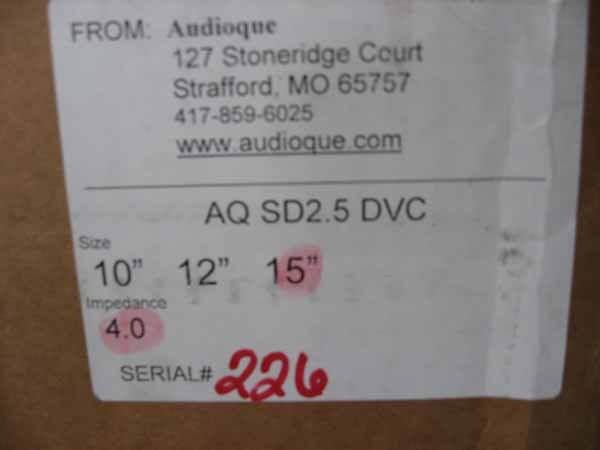 FROM: Audioque
127 Stoneridge Court
Strafford, MO 65757
417-859-6025
www.audioque.com
AQ SD2.5 DVC
Size
10" 12" 15"
Impedance
4.0
SERIAL# 226